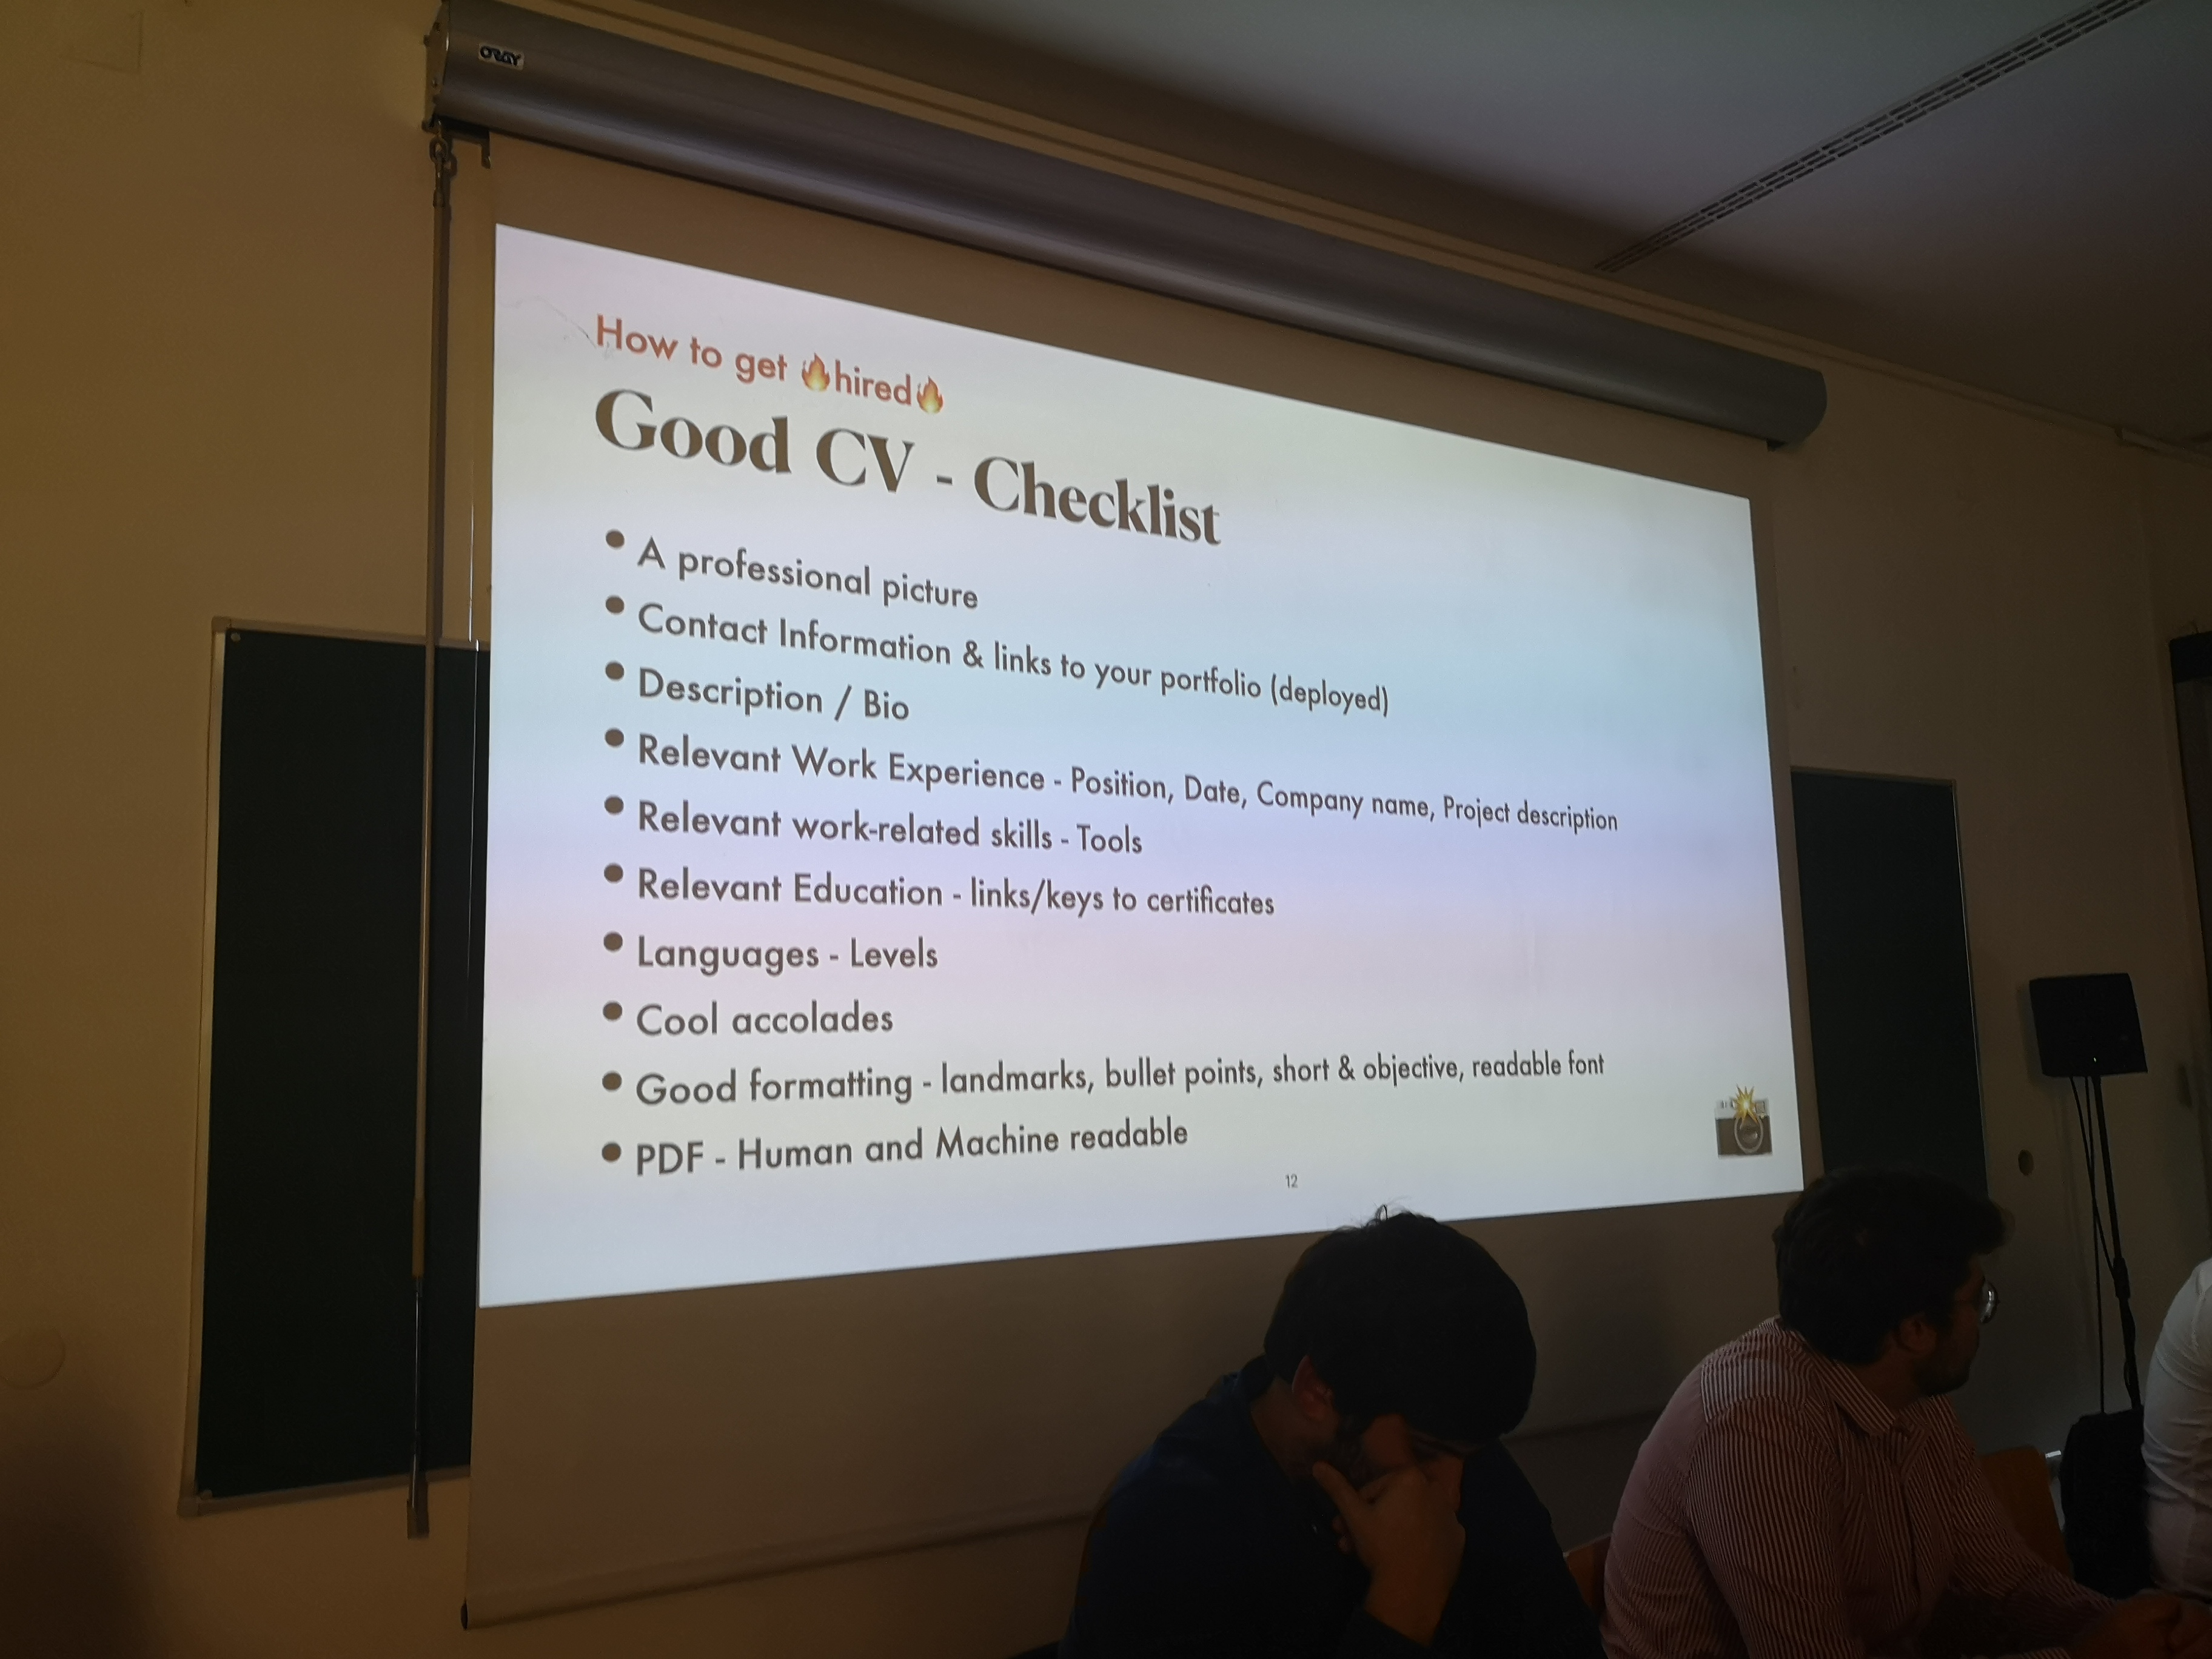 ORAY
How to get 🔥hired🔥
Good CV - Checklist
• A professional picture
• Contact Information & links to your portfolio (deployed)
• Description / Bio
• Relevant Work Experience - Position, Date, Company name, Project description
• Relevant work-related skills - Tools
• Relevant Education - links/keys to certificates
• Languages - Levels
• Cool accolades
• Good formatting - landmarks, bullet points, short & objective, readable font
• PDF - Human and Machine readable
12